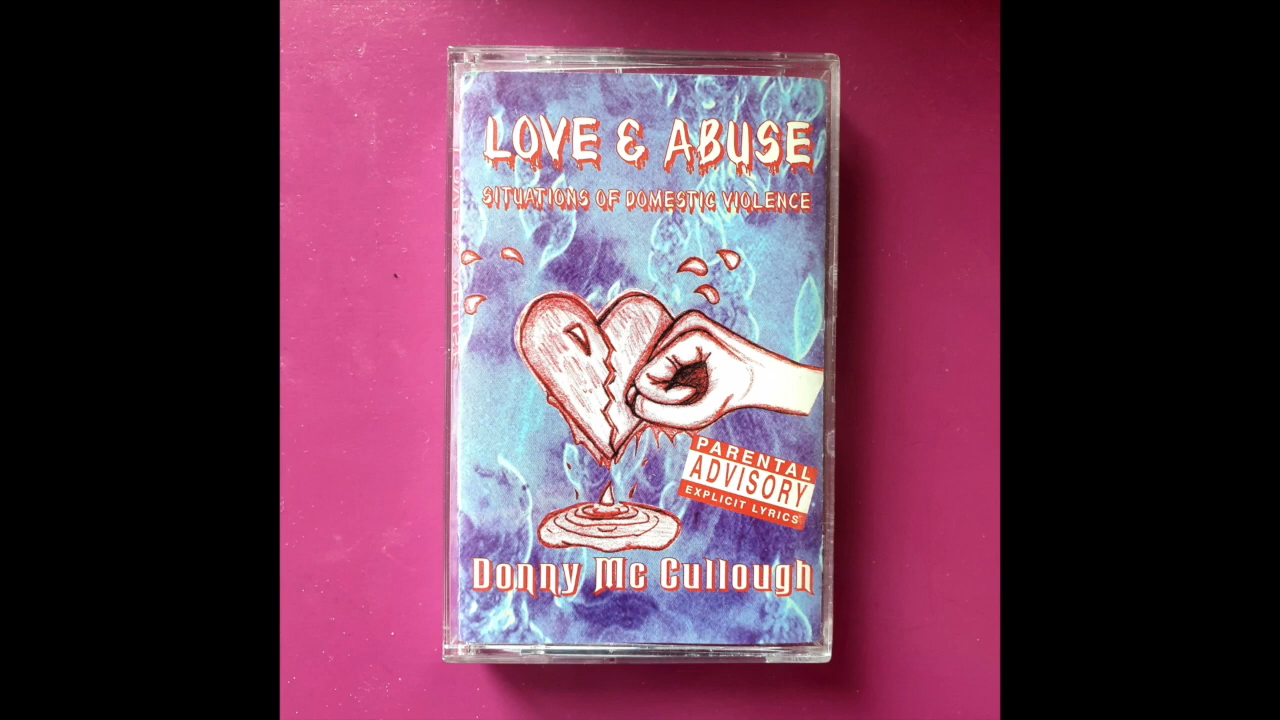 LOVE & ABUSE
SITUATIONS OF DOMESTIC VIOLENCE
PARENTAL
ADVISORY
EXPLICIT LYRICS
Donny Mc Cullough